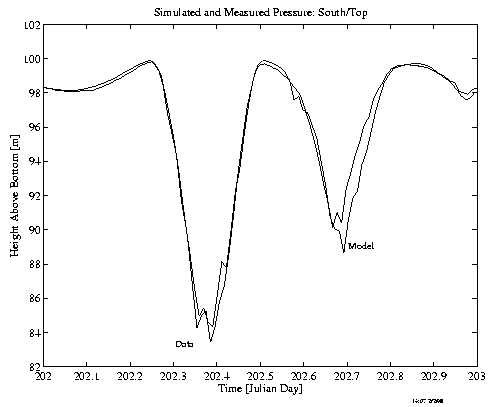 Simulated and Measured Pressure: South/Top
102
100
98
96
94
92
90
88
86
84
82
Height Above Bottom [m]
Model
Data
202 202.1 202.2 202.3 202.4 202.5 202.6 202.7 202.8 202.9 203
Time [Julian Day]